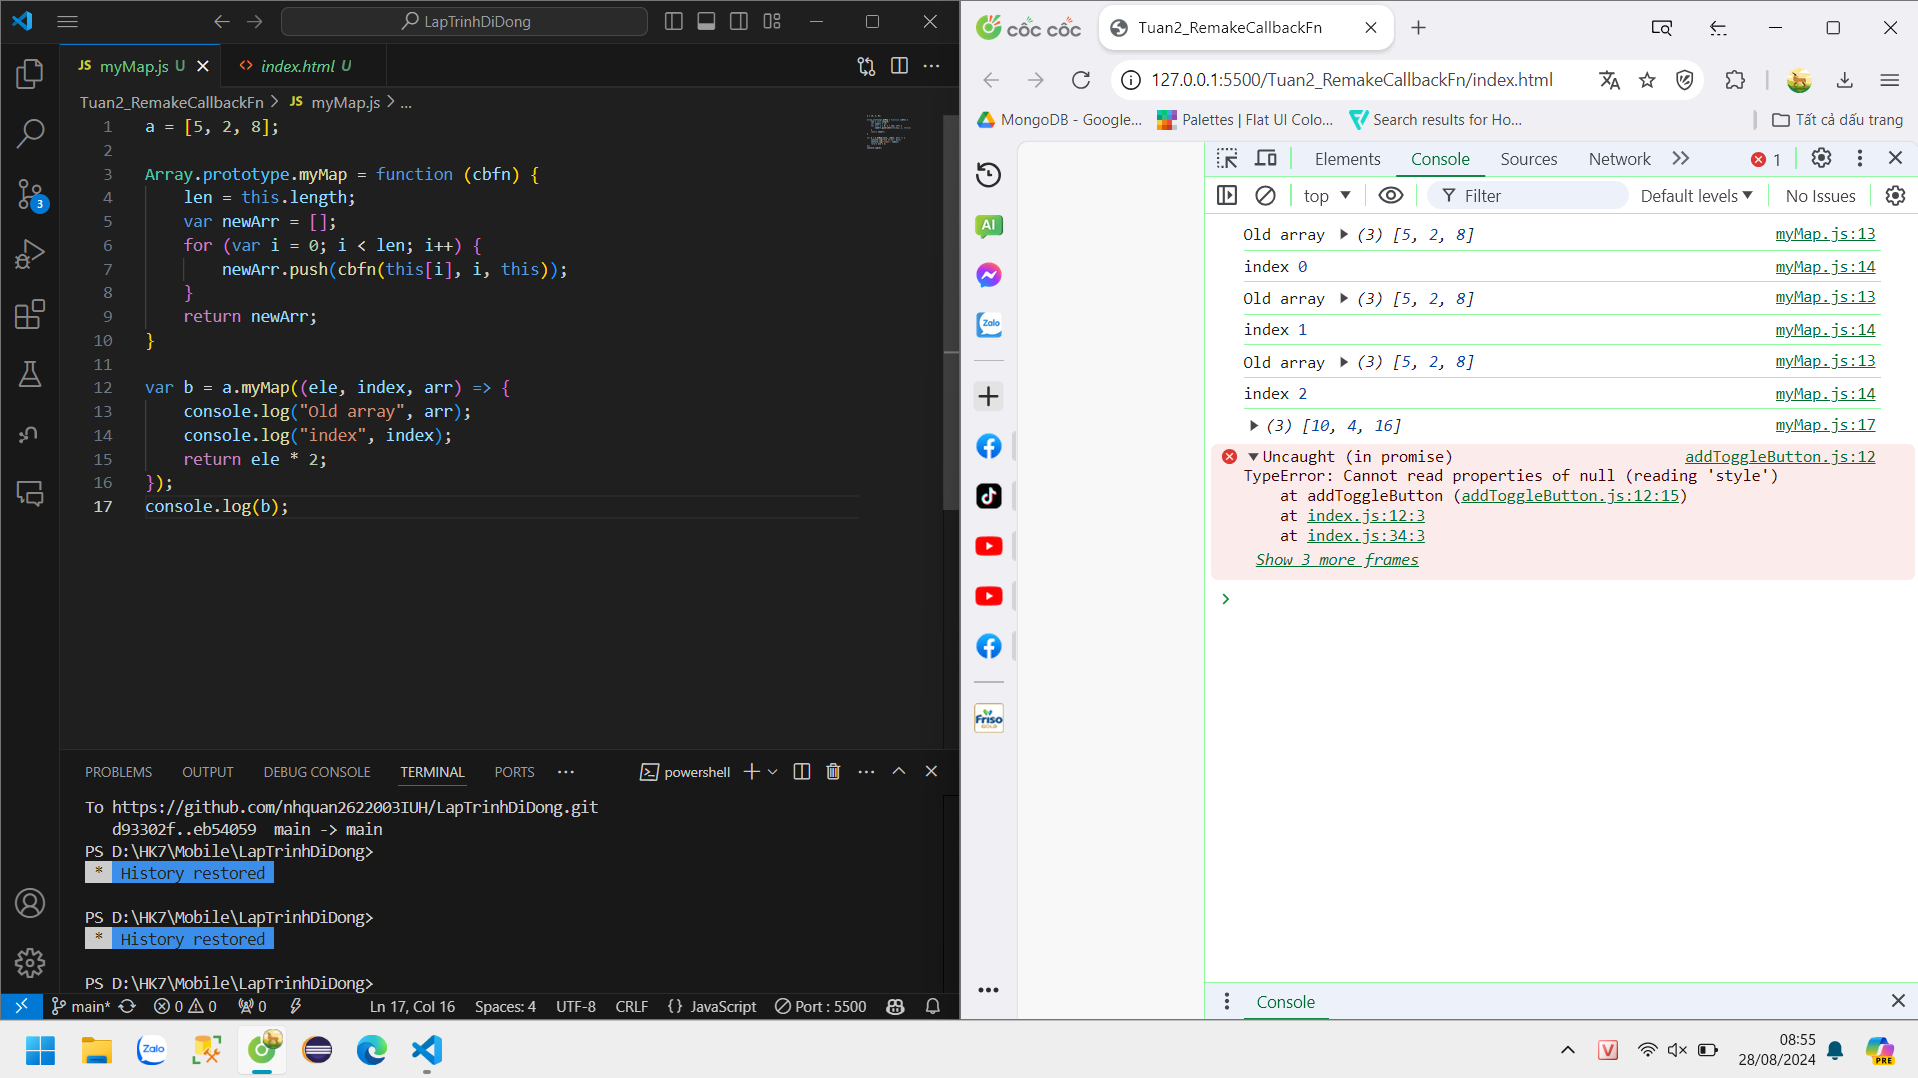 LapTrinhDiDong
JS myMap.js U
<> index.html U
Tuan2_RemakeCallbackFn > JS myMap.js > ...
1 a = [5, 2, 8];
2
3 Array.prototype.myMap = function (cbfn) {
4 len = this.length;
5 var newArr = [];
6 for (var i = 0; i < len; i++) {
7 newArr.push(cbfn(this[i], i, this));
8 }
9 return newArr;
10 }
11
12 var b = a.myMap((ele, index, arr) => {
13 console.log("Old array", arr);
14 console.log("index", index);
15 return ele * 2;
16 });
17 console.log(b);
3
PROBLEMS OUTPUT DEBUG CONSOLE TERMINAL PORTS ... powershell
To https://github.com/nhquan2622003IUH/LapTrinhDiDong.git
d93302f..eb54059 main -> main
PS D:\HK7\Mobile\LapTrinhDiDong>
* History restored
PS D:\HK7\Mobile\LapTrinhDiDong>
* History restored
PS D:\HK7\Mobile\LapTrinhDiDong>
main* 0 0 0 Ln 17, Col 16 Spaces: 4 UTF-8 CRLF {} JavaScript Port : 5500
cốc cốc
Tuan2_RemakeCallbackFn
127.0.0.1:5500/Tuan2_RemakeCallbackFn/index.html
MongoDB - Google... Palettes | Flat UI Colo... Search results for Ho... Tất cả dấu trang
AI
Zalo
Friso
GOLD
Elements Console Sources Network 1
top Filter Default levels No Issues
Old array (3) [5, 2, 8] myMap.js:13
index 0 myMap.js:14
Old array (3) [5, 2, 8] myMap.js:13
index 1 myMap.js:14
Old array (3) [5, 2, 8] myMap.js:13
index 2 myMap.js:14
(3) [10, 4, 16] myMap.js:17
Uncaught (in promise) addToggleButton.js:12
TypeError: Cannot read properties of null (reading 'style')
at addToggleButton (addToggleButton.js:12:15)
at index.js:12:3
at index.js:34:3
Show 3 more frames
Console
Zalo
V
08:55
28/08/2024
PRE